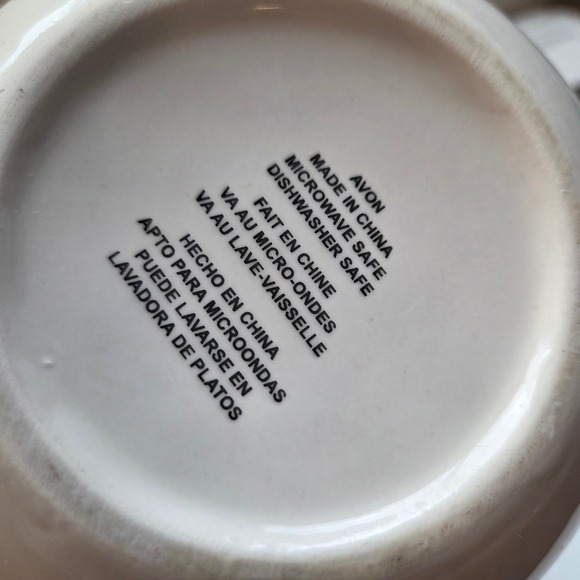 AVON
MADE IN CHINA
MICROWAVE SAFE
DISHWASHER SAFE
FAIT EN CHINE
VA AU MICRO-ONDES
VA AU LAVE-VAISSELLE
HECHO EN CHINA
APTO PARA MICROONDAS
PUEDE LAVARSE EN
LAVADORA DE PLATOS